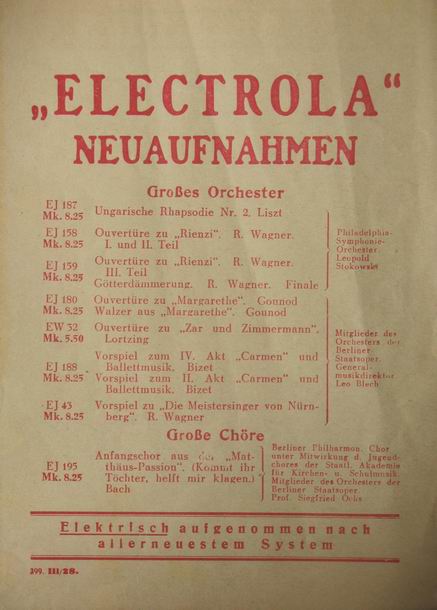 „ELECTROLA“
NEUAUFNAHMEN
Großes Orchester
EJ 187
Mk. 8.25
Ungarische Rhapsodie Nr. 2. Liszt
EJ 158
Mk. 8.25
Ouvertüre zu „Rienzi“. R. Wagner.
I. und II. Teil
EJ 159
Mk. 8.25
Ouvertüre zu „Rienzi“. R. Wagner.
III. Teil
Götterdämmerung. R. Wagner. Finale
Philadelphia-
Symphonie-
Orchester.
Leopold
Stokowski
EJ 180
Mk. 8.25
Ouvertüre zu „Margarethe“. Gounod
Walzer aus „Margarethe“. Gounod
EW 32
Mk. 5.50
Ouvertüre zu „Zar und Zimmermann“.
Lortzing
EJ 188
Mk. 8.25
Vorspiel zum IV. Akt „Carmen“ und
Ballettmusik. Bizet
Vorspiel zum II. Akt „Carmen“ und
Ballettmusik. Bizet
EJ 43
Mk. 8.25
Vorspiel zu „Die Meistersinger von Nürn-
berg“. R. Wagner
Mitglieder des
Orchesters der
Berliner
Staatsoper.
General-
musikdirektor
Leo Blech
Große Chöre
EJ 195
Mk. 8.25
Anfangschor aus der „Mat-
thäus-Passion“. (Kommt ihr
Töchter, helft mir klagen.)
Bach
Berliner Philharmon. Chor
unter Mitwirkung d. Jugend-
chores der Staatl. Akademie
für Kirchen- u. Schulmusik.
Mitglieder des Orchesters der
Berliner Staatsoper.
Prof. Siegfried Ochs
Elektrisch aufgenommen nach
allerneuestem System
299. III/28.